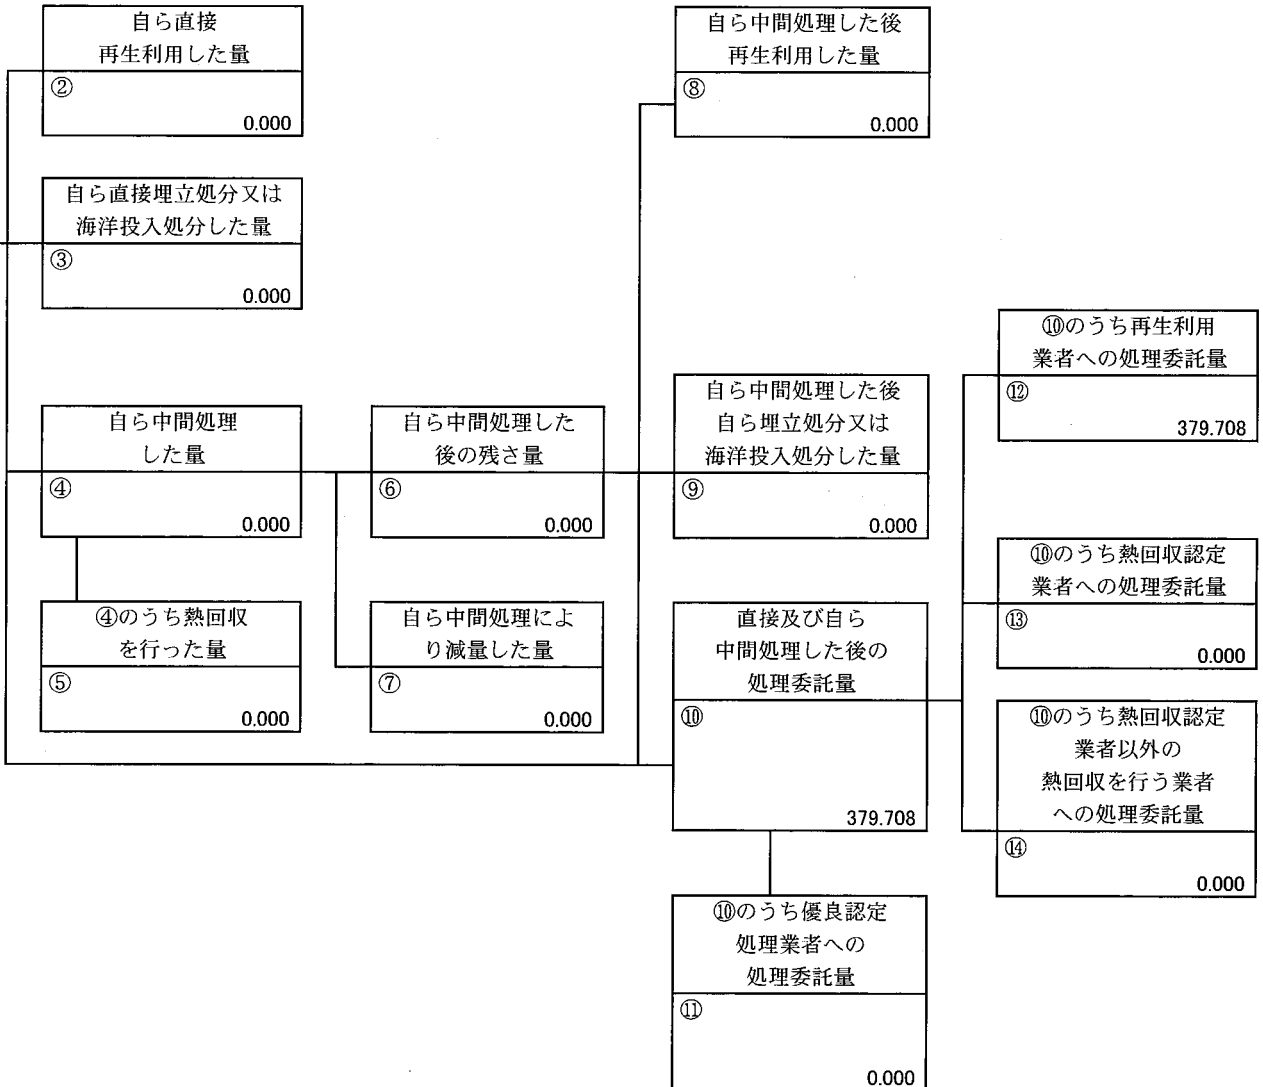 自ら直接
再生利用した量
②
0.000
自ら中間処理した後
再生利用した量
⑧
0.000
自ら直接埋立処分又は
海洋投入処分した量
③
0.000
⑩のうち再生利用
業者への処理委託量
⑫
379.708
自ら中間処理
した量
④
0.000
自ら中間処理した
後の残さ量
⑥
0.000
自ら中間処理した後
自ら埋立処分又は
海洋投入処分した量
⑨
0.000
⑩のうち熱回収認定
業者への処理委託量
⑬
0.000
④のうち熱回収
を行った量
⑤
0.000
自ら中間処理によ
り減量した量
⑦
0.000
直接及び自ら
中間処理した後の
処理委託量
⑩
379.708
⑩のうち熱回収認定
業者以外の
熱回収を行う業者
への処理委託量
⑭
0.000
⑩のうち優良認定
処理業者への
処理委託量
⑪
0.000